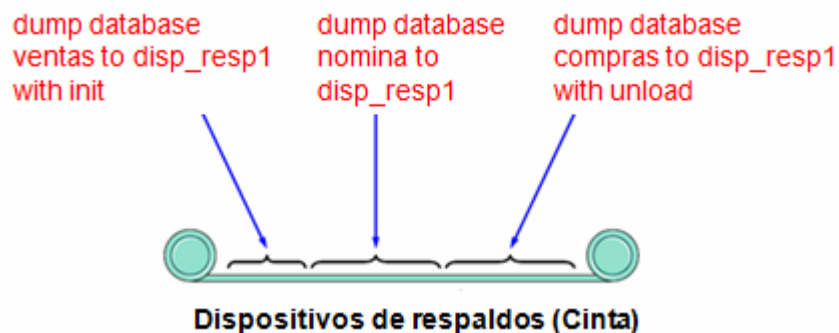 dump database
ventas to disp_resp1
with init
dump database
nomina to
disp_resp1
dump database
compras to disp_resp1
with unload
Dispositivos de respaldos (Cinta)